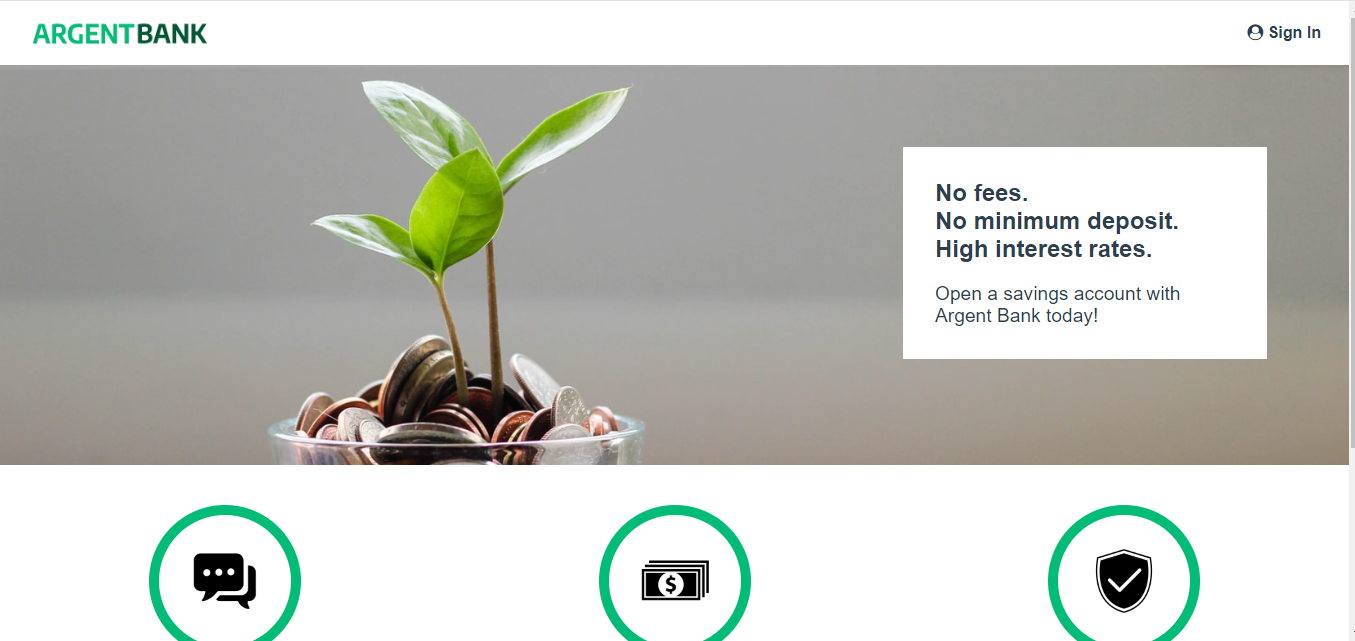 ARGENTBANK
Sign In
No fees.
No minimum deposit.
High interest rates.
Open a savings account with
Argent Bank today!
$